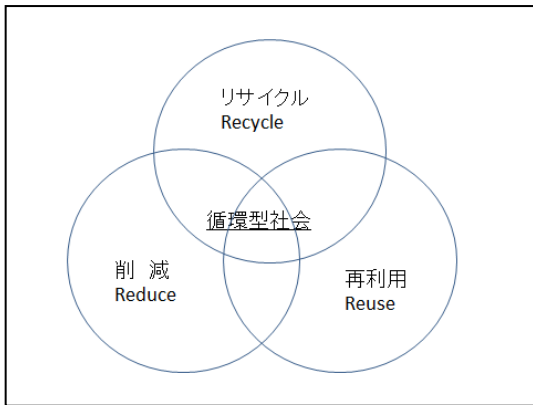 リサイクル
Recycle
循環型社会
削 減
Reduce
再利用
Reuse